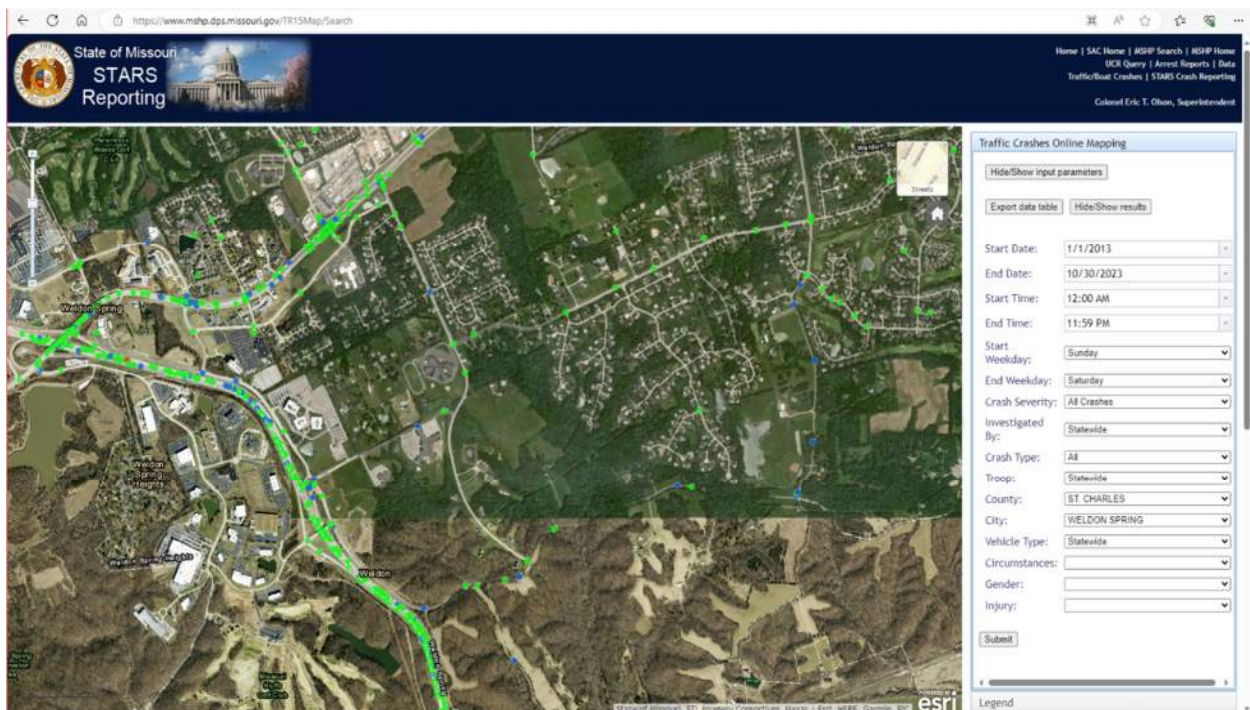 https://www.mshp.dps.missouri.gov/TR15Map/Search
State of Missouri
STARS
Reporting
Home | SAC Home | MSHP Search | MSHP Home
UCR Query | Arrest Reports | Data
Traffic/Boat Crashes | STARS Crash Reporting
Colonel Eric T. Olson, Superintendent
Streets
Weldon Spring
Weldon
Spring
Heights
Weldon Spring Heights
Weldon
POWERED BY
esri
Traffic Crashes Online Mapping
Hide/Show input parameters
Export data table Hide/Show results
Start Date: 1/1/2013
End Date: 10/30/2023
Start Time: 12:00 AM
End Time: 11:59 PM
Start
Weekday: Sunday
End Weekday: Saturday
Crash Severity: All Crashes
Investigated
By: Statewide
Crash Type: All
Troop: Statewide
County: ST. CHARLES
City: WELDON SPRING
Vehicle Type: Statewide
Circumstances:
Gender:
Injury:
Submit
Legend